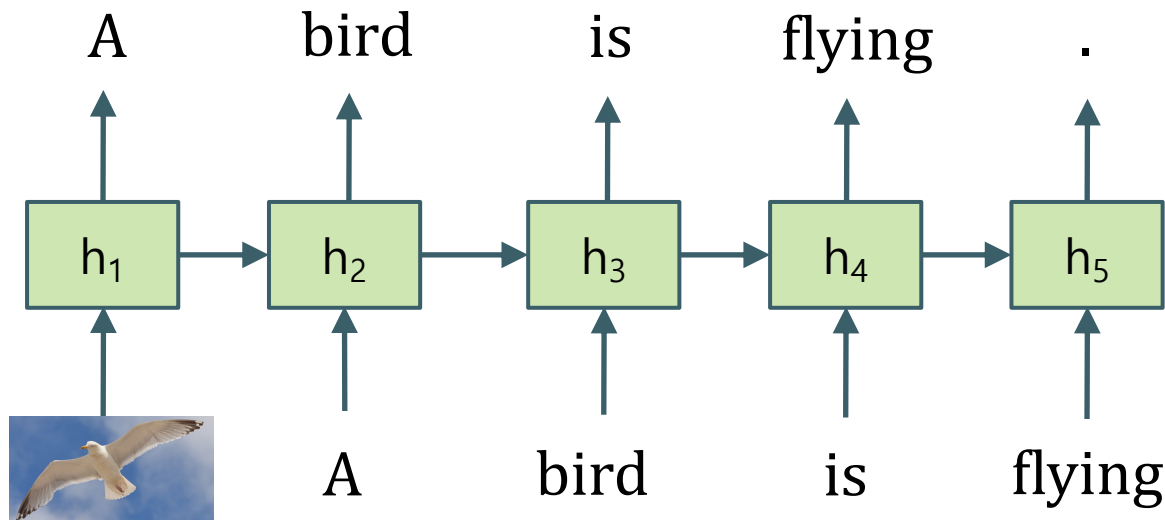 A bird is flying .
h₁ h₂ h₃ h₄ h₅
A bird is flying